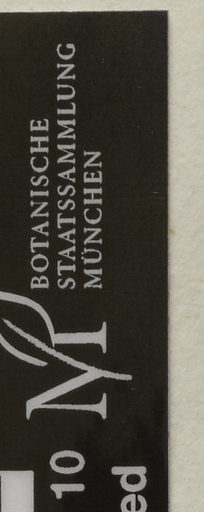 BOTANISCHE
STAATSSAMMLUNG
MÜNCHEN
M
10
ed